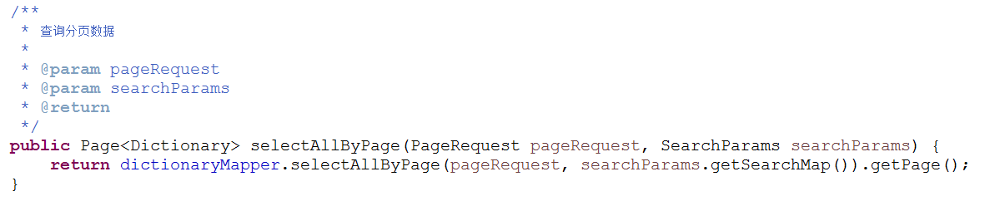 /**
 * 查询分页数据
 *
 * @param pageRequest
 * @param searchParams
 * @return
 */
public Page<Dictionary> selectAllByPage(PageRequest pageRequest, SearchParams searchParams) {
    return dictionaryMapper.selectAllByPage(pageRequest, searchParams.getSearchMap()).getPage();
}